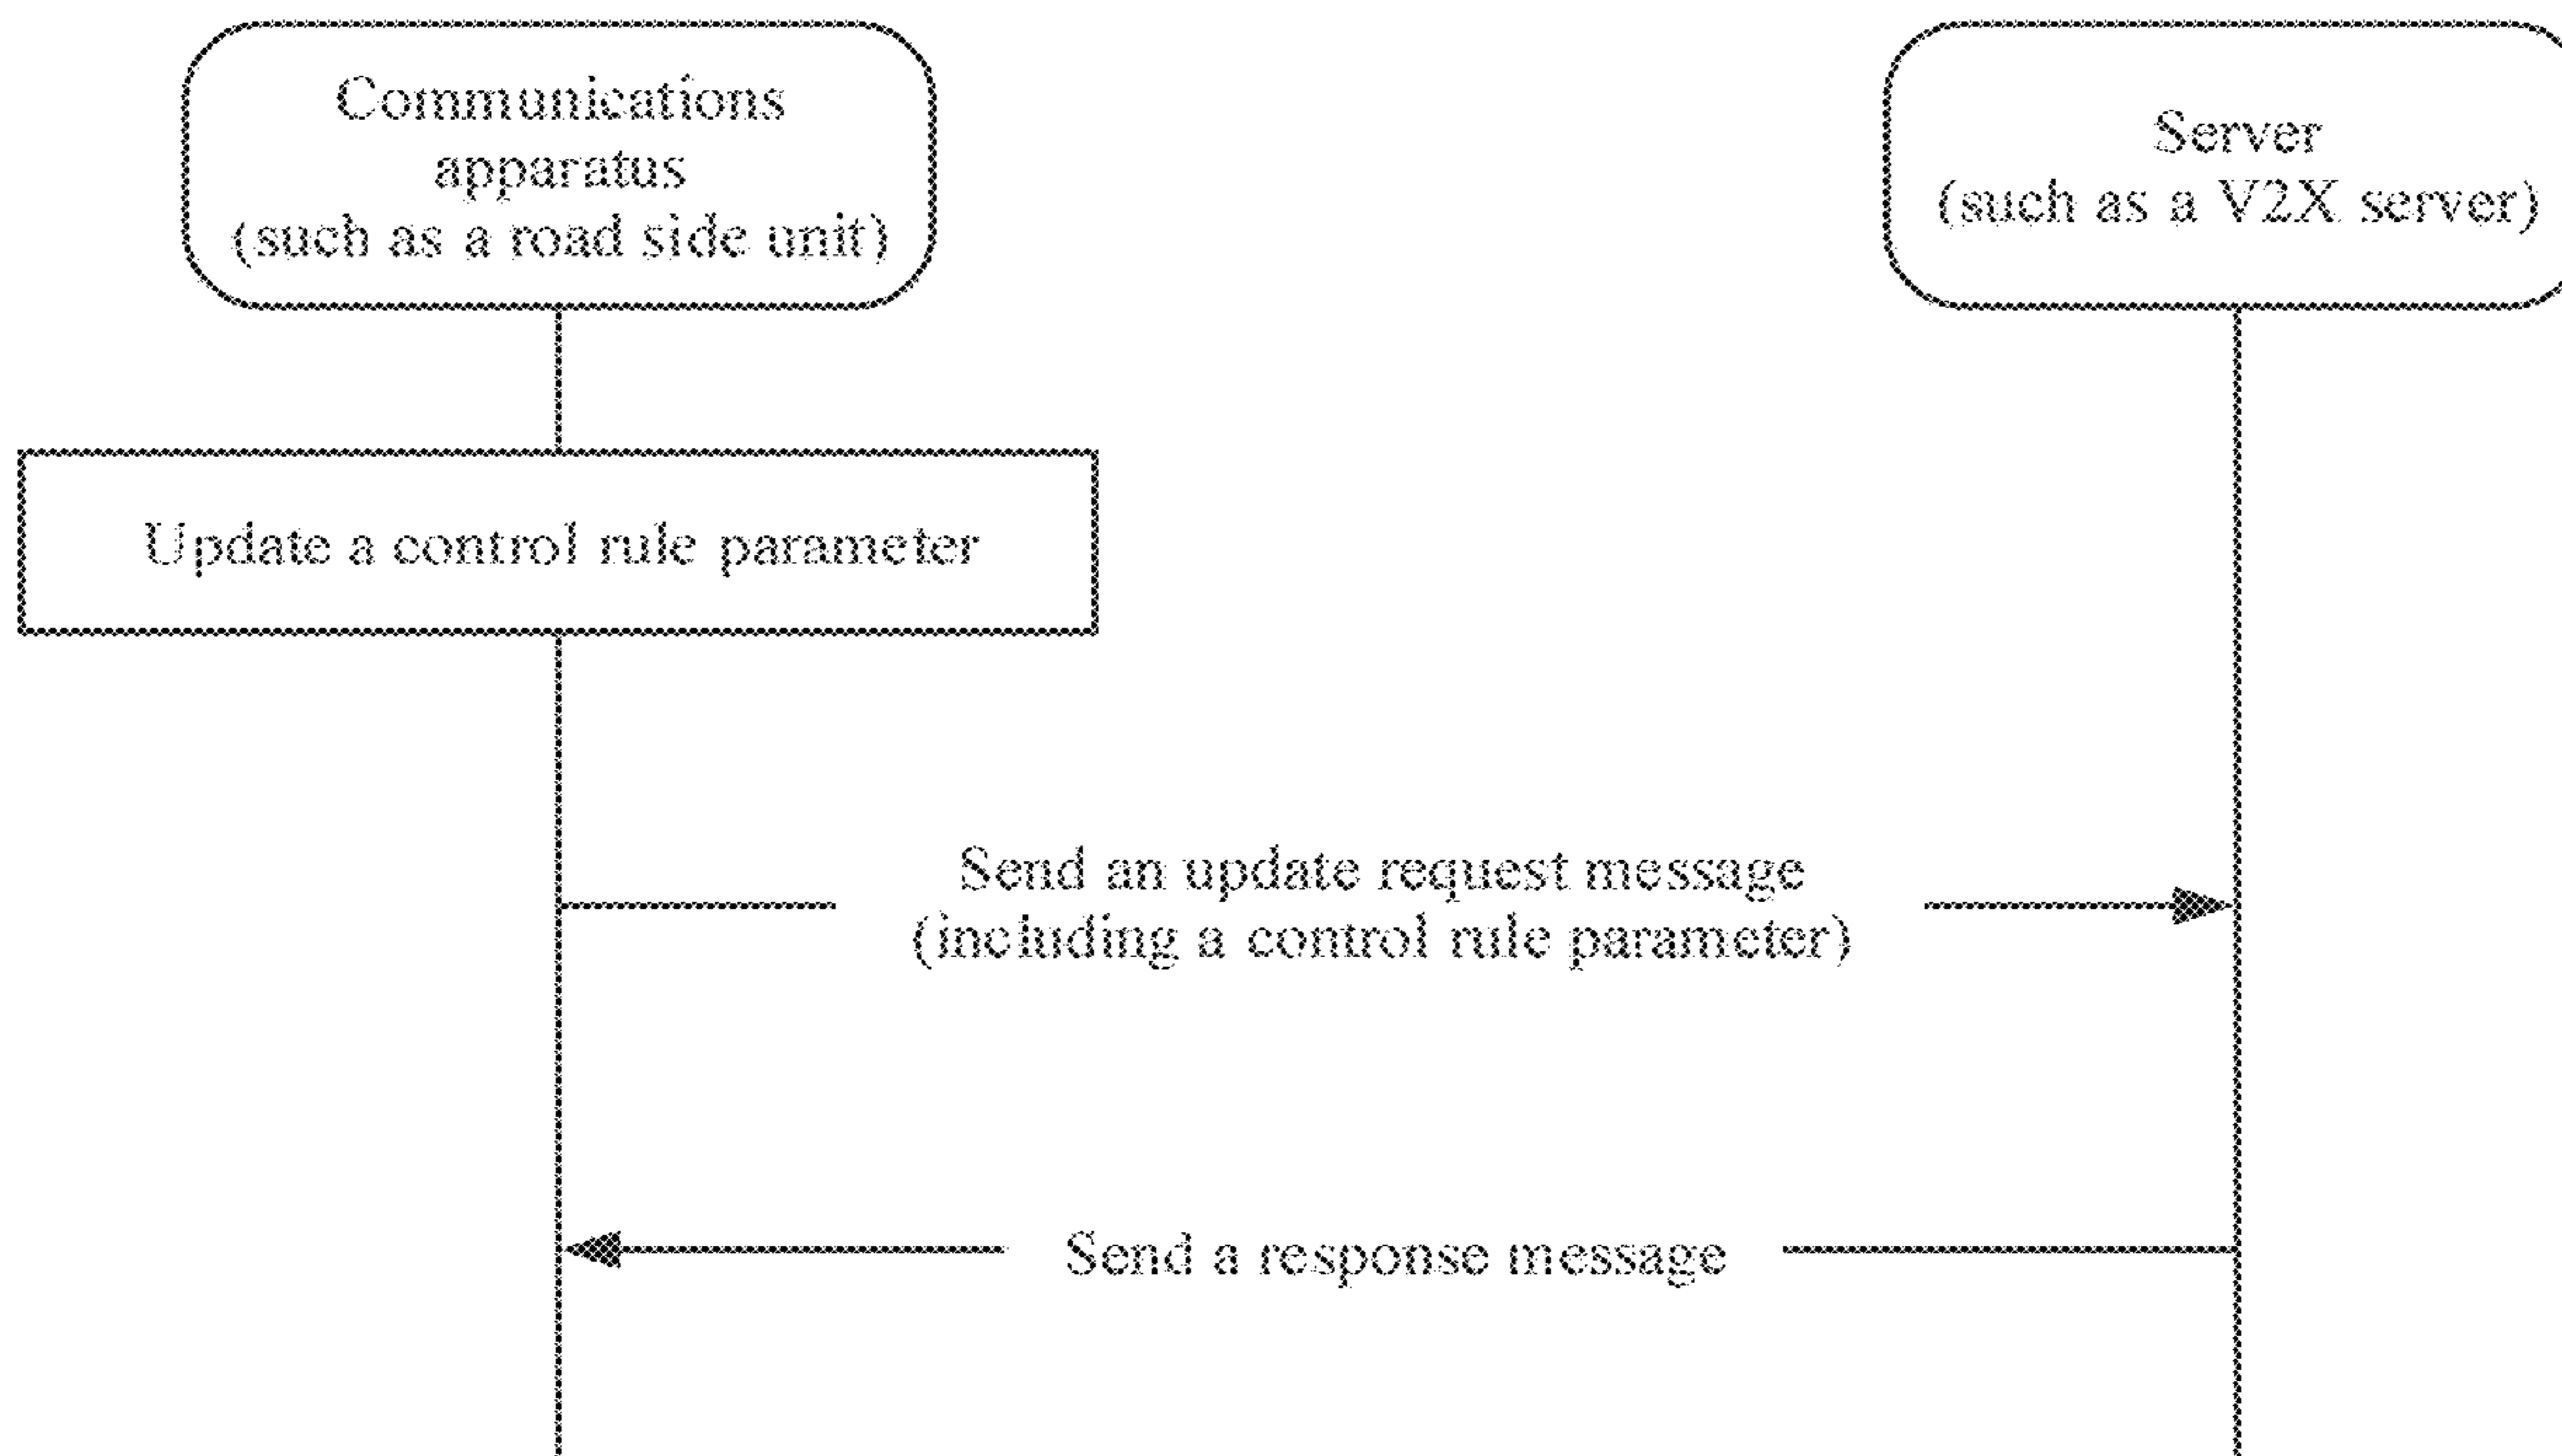 Communications
apparatus
(such as a road side unit)
Server
(such as a V2X server)
Update a control rule parameter
Send an update request message
(including a control rule parameter)
Send a response message